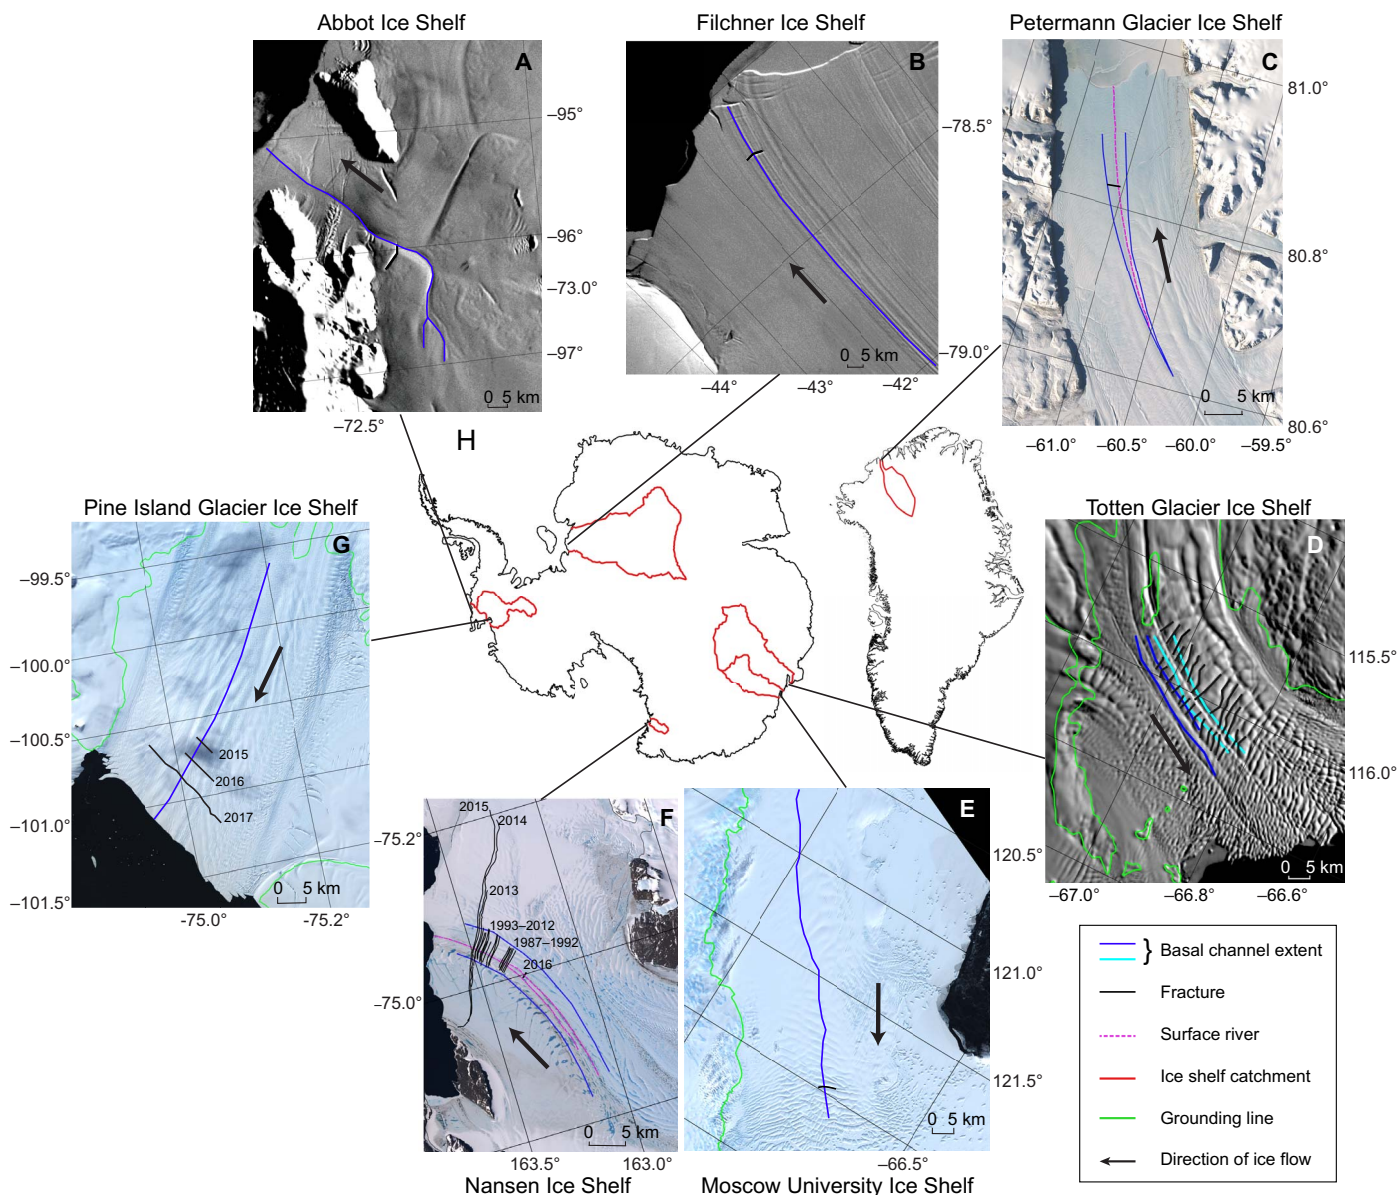 Abbot Ice Shelf
A
–95°
–96°
–73.0°
–97°
0 5 km
–72.5°
Filchner Ice Shelf
B
–78.5°
–79.0°
0 5 km
–44°
–43°
–42°
Petermann Glacier Ice Shelf
C
81.0°
80.8°
80.6°
0 5 km
–61.0°
–60.5°
–60.0°
–59.5°
H
Pine Island Glacier Ice Shelf
G
–99.5°
–100.0°
–100.5°
–101.0°
–101.5°
2015
2016
2017
0 5 km
-75.0°
-75.2°
Totten Glacier Ice Shelf
D
115.5°
116.0°
0 5 km
–67.0°
–66.8°
–66.6°
F
2015
2014
2013
1993–2012
1987–1992
2016
–75.2°
–75.0°
0 5 km
163.5°
163.0°
Nansen Ice Shelf
E
120.5°
121.0°
121.5°
0 5 km
–66.5°
Moscow University Ice Shelf
} Basal channel extent
Fracture
Surface river
Ice shelf catchment
Grounding line
Direction of ice flow